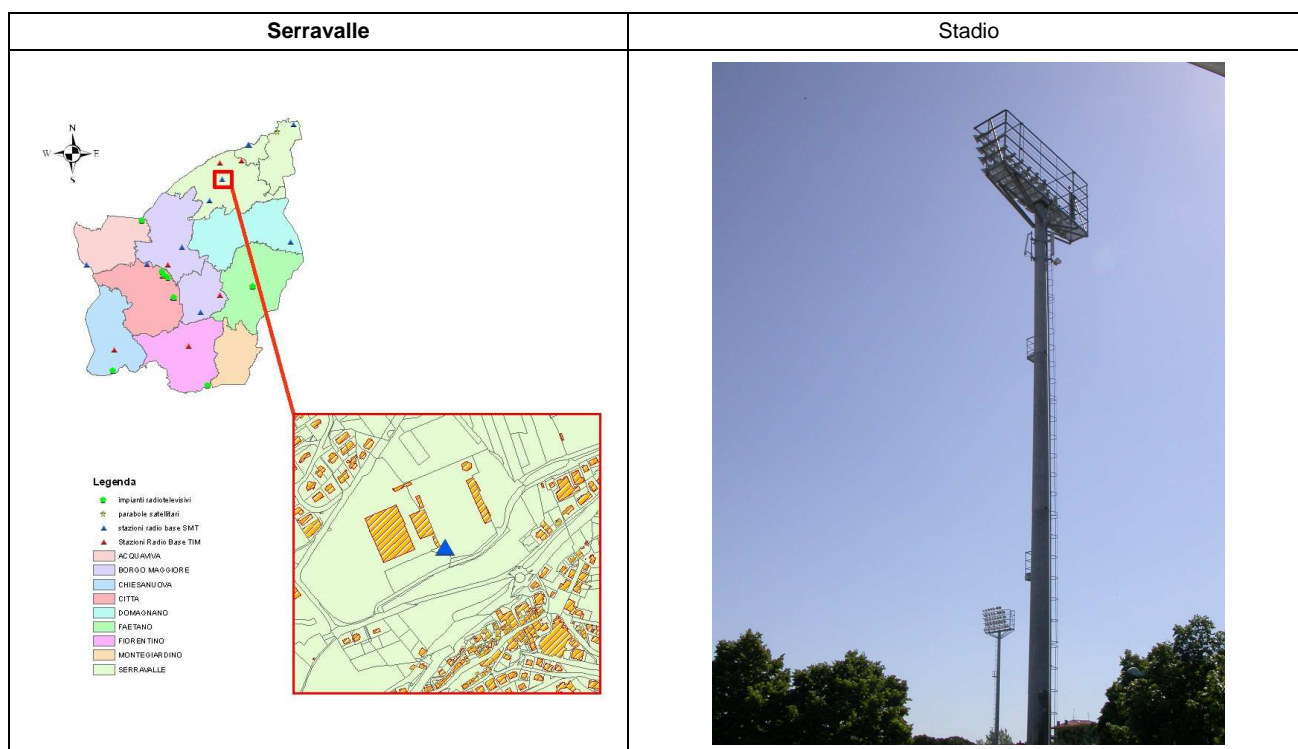 Serravalle
Stadio
N
W E
S
Legenda
impianti radiotelevisivi
parabole satellitari
stazioni radio base SMT
Stazioni Radio Base TIM
ACQUAVIVA
BORGO MAGGIORE
CHIESANUOVA
CITTA
DOMAGNANO
FAETANO
FIORENTINO
MONTEGIARDINO
SERRAVALLE